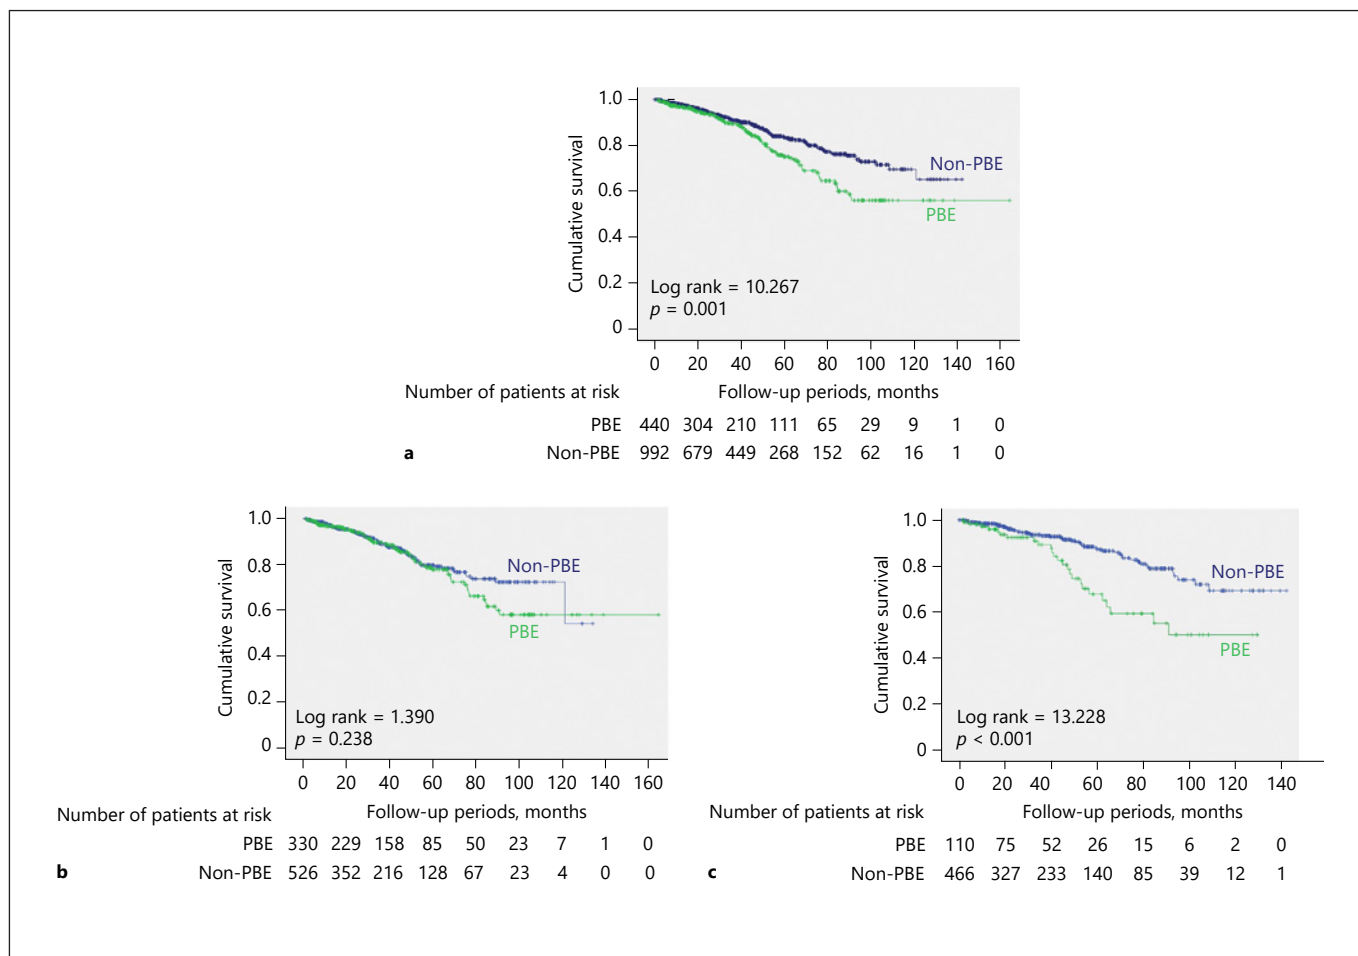 1.0
0.8
0.6
0.4
0.2
0
Cumulative survival
Non-PBE
PBE
Log rank = 10.267
p = 0.001
0 20 40 60 80 100 120 140 160
Number of patients at risk Follow-up periods, months
PBE 440 304 210 111 65 29 9 1 0
a Non-PBE 992 679 449 268 152 62 16 1 0
1.0
0.8
0.6
0.4
0.2
0
Cumulative survival
Non-PBE
PBE
Log rank = 1.390
p = 0.238
0 20 40 60 80 100 120 140 160
Number of patients at risk Follow-up periods, months
PBE 330 229 158 85 50 23 7 1 0
b Non-PBE 526 352 216 128 67 23 4 0 0
1.0
0.8
0.6
0.4
0.2
0
Cumulative survival
Non-PBE
PBE
Log rank = 13.228
p < 0.001
0 20 40 60 80 100 120 140
Number of patients at risk Follow-up periods, months
PBE 110 75 52 26 15 6 2 0
c Non-PBE 466 327 233 140 85 39 12 1